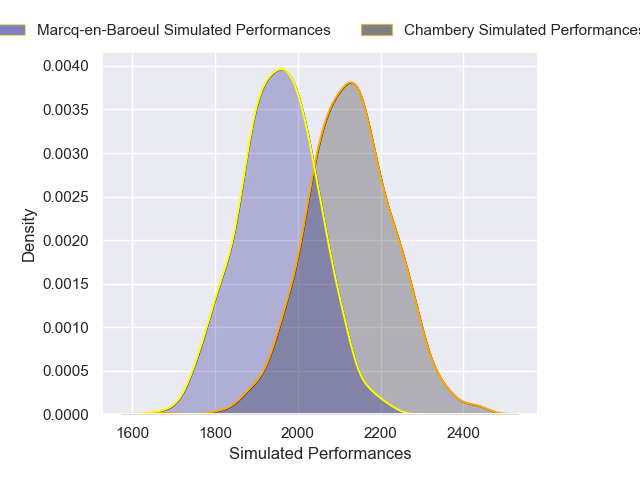 Marcq-en-Baroeul Simulated Performances
Chambery Simulated Performances
0.0040
0.0035
0.0030
0.0025
0.0020
0.0015
0.0010
0.0005
0.0000
Density
1600 1800 2000 2200 2400
Simulated Performances